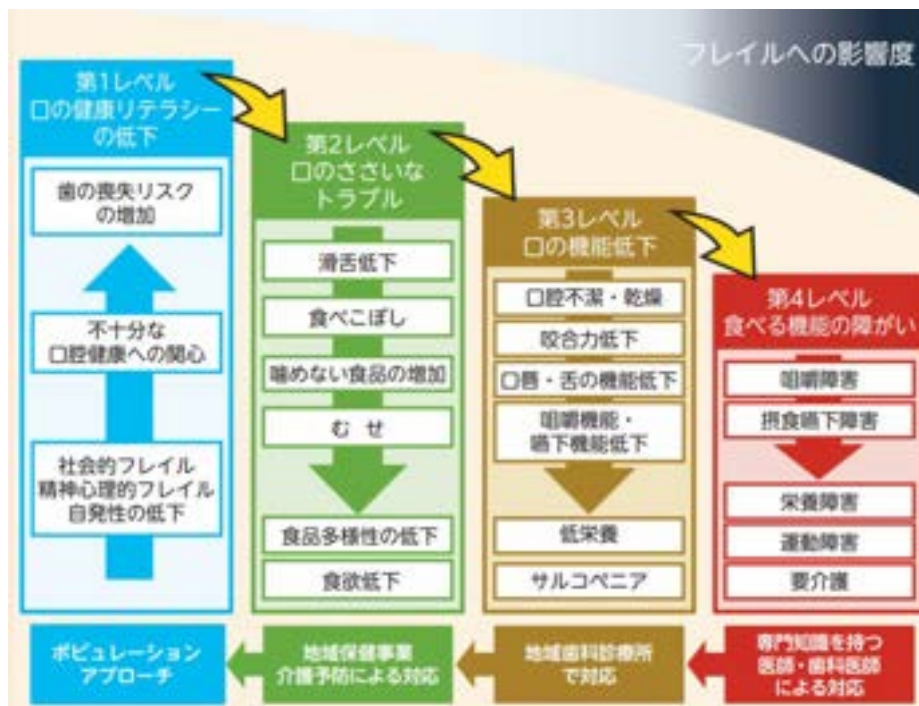 フレイルへの影響度
第1レベル
口の健康リテラシー
の低下
歯の喪失リスク
の増加
不十分な
口腔健康への関心
社会的フレイル
精神心理的フレイル
自発性の低下
ポピュレーション
アプローチ
第2レベル
口のささいな
トラブル
滑舌低下
食べこぼし
噛めない食品の増加
むせ
食品多様性の低下
食欲低下
地域保健事業
介護予防による対応
第3レベル
口の機能低下
口腔不潔・乾燥
咬合力低下
口唇・舌の機能低下
咀嚼機能・
嚥下機能低下
低栄養
サルコペニア
地域歯科診療所
で対応
第4レベル
食べる機能の障がい
咀嚼障害
摂食嚥下障害
栄養障害
運動障害
要介護
専門知識を持つ
医師・歯科医師
による対応